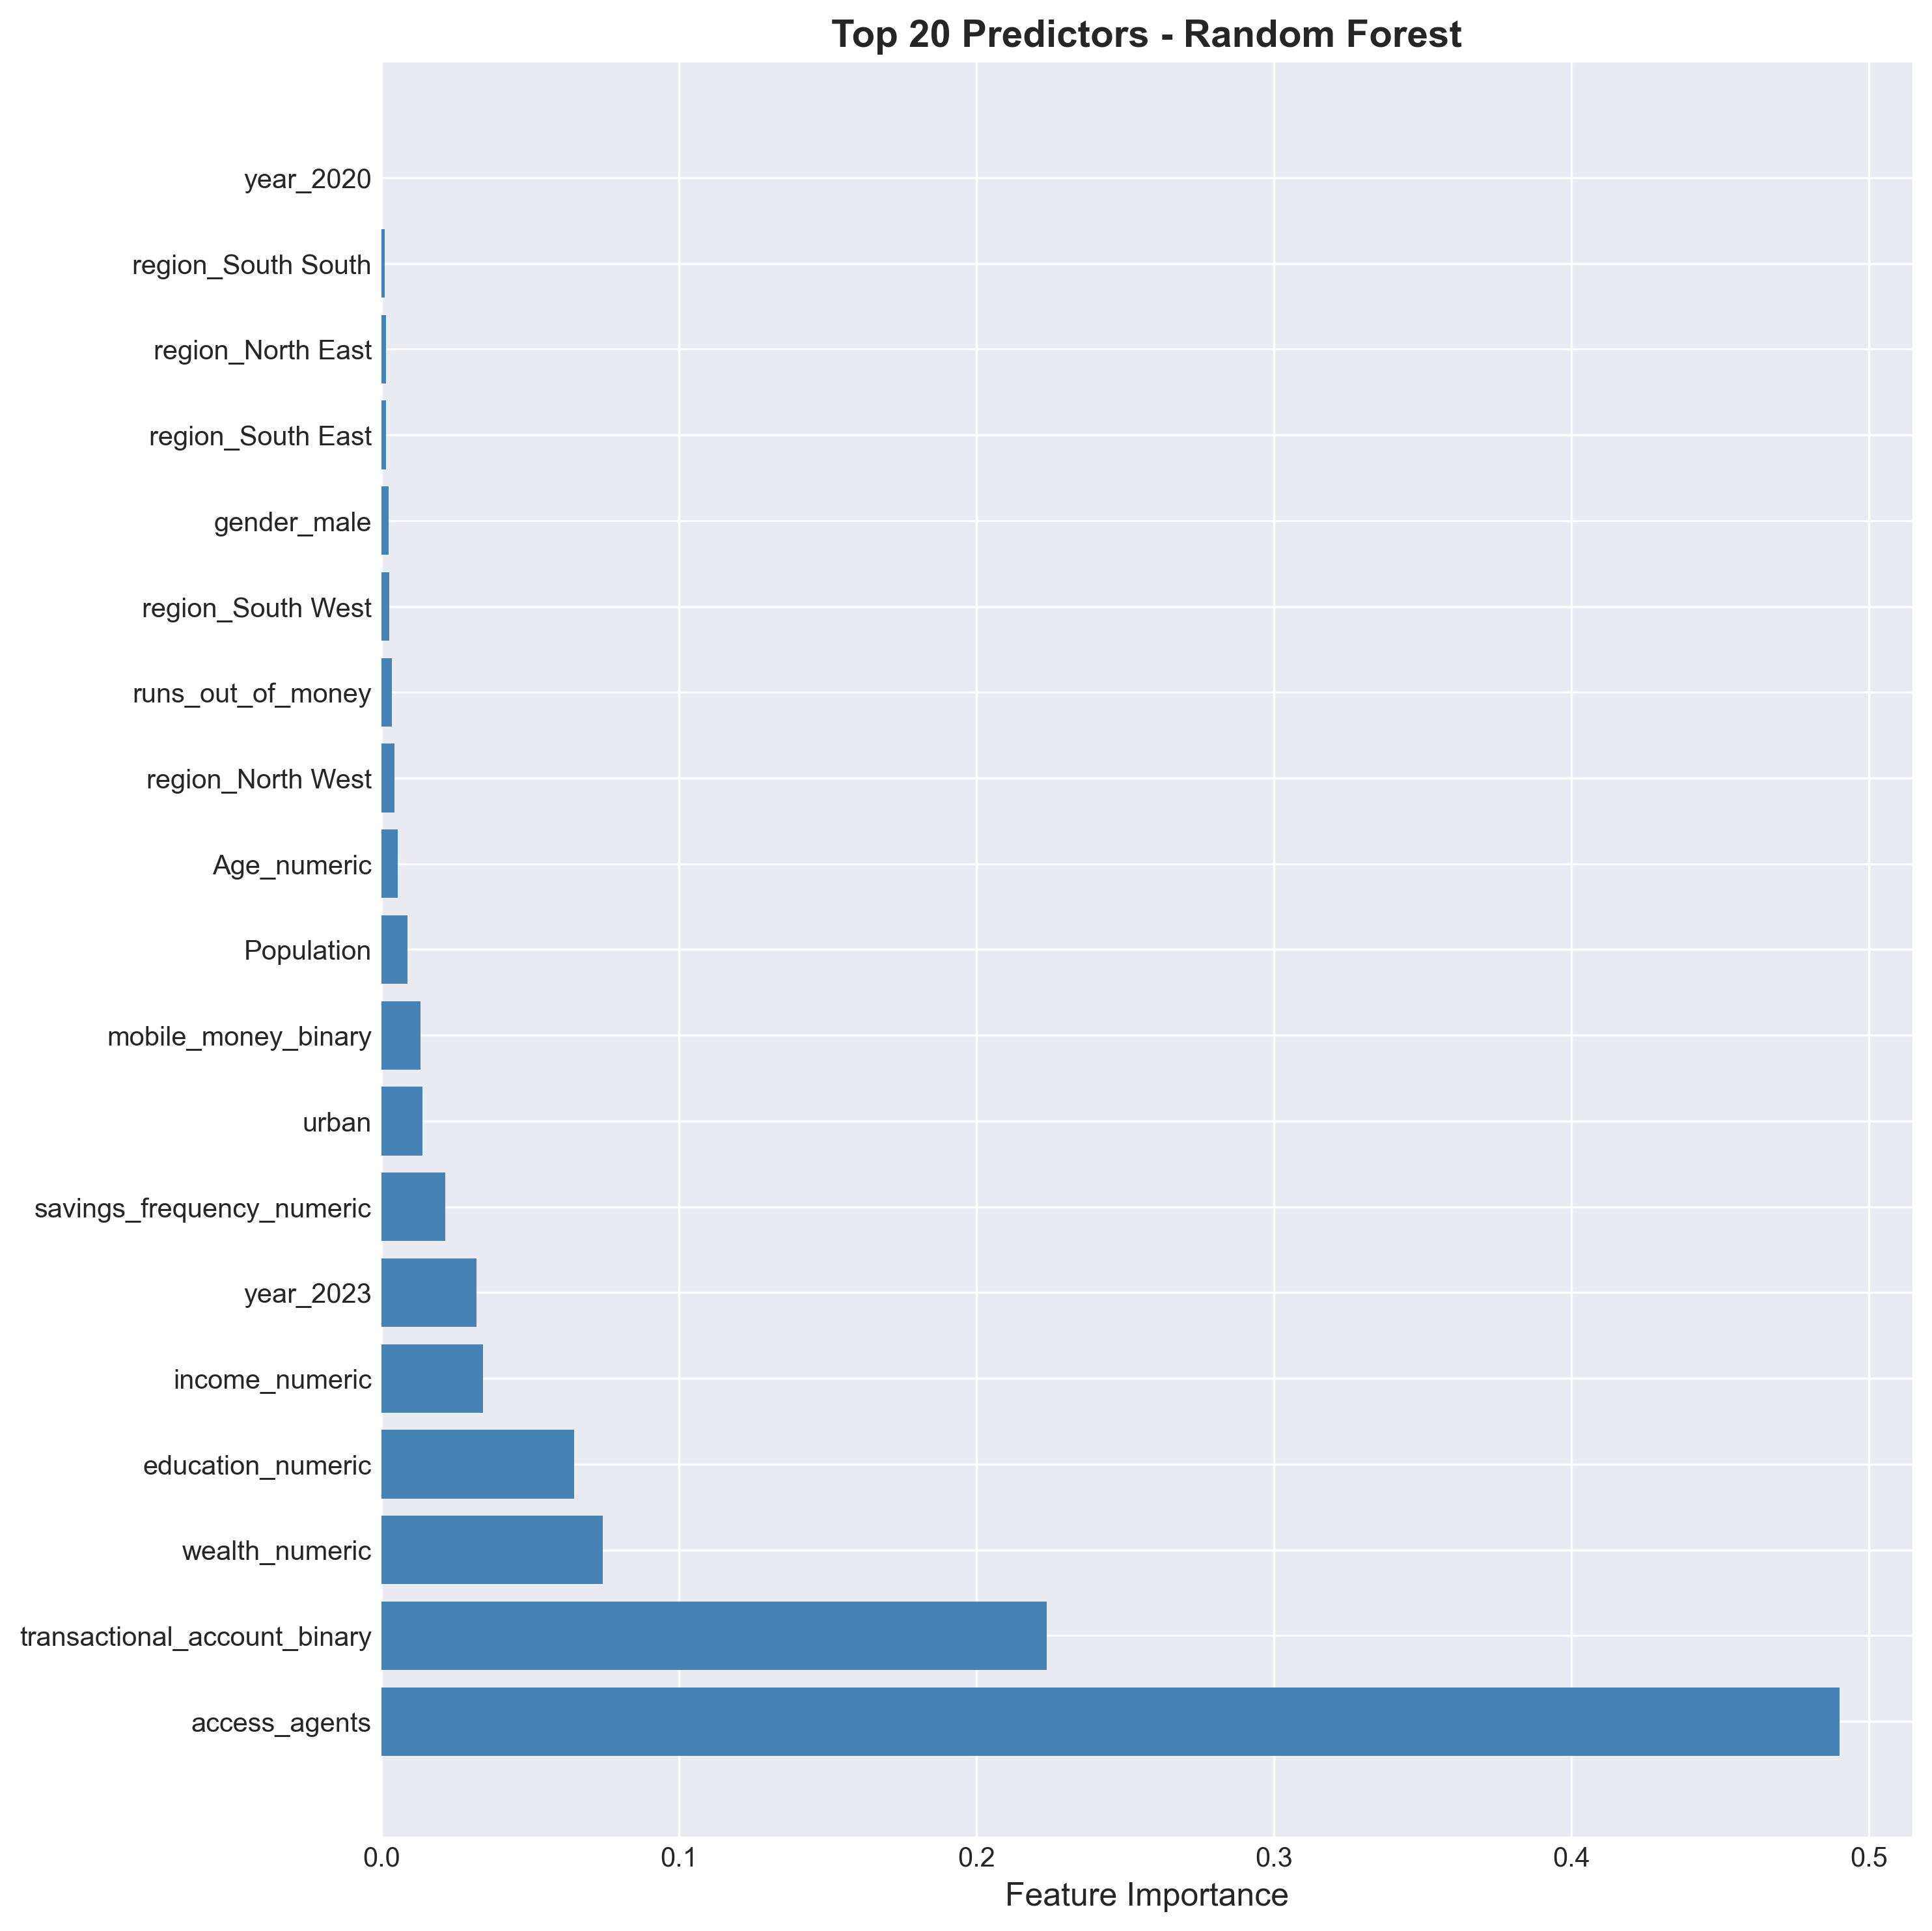 Top 20 Predictors - Random Forest
year_2020
region_South South
region_North East
region_South East
gender_male
region_South West
runs_out_of_money
region_North West
Age_numeric
Population
mobile_money_binary
urban
savings_frequency_numeric
year_2023
income_numeric
education_numeric
wealth_numeric
transactional_account_binary
access_agents
0.0 0.1 0.2 0.3 0.4 0.5
Feature Importance